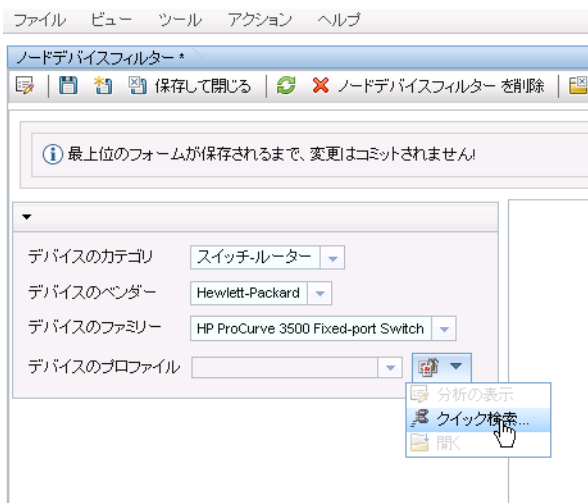 ファイル ビュー ツール アクション ヘルプ
ノードデバイスフィルター *
保存して閉じる ノードデバイスフィルター を削除
最上位のフォームが保存されるまで、変更はコミットされません!
デバイスのカテゴリ スイッチ-ルーター
デバイスのベンダー Hewlett-Packard
デバイスのファミリー HP ProCurve 3500 Fixed-port Switch
デバイスのプロファイル
分析の表示
クイック検索...
開く